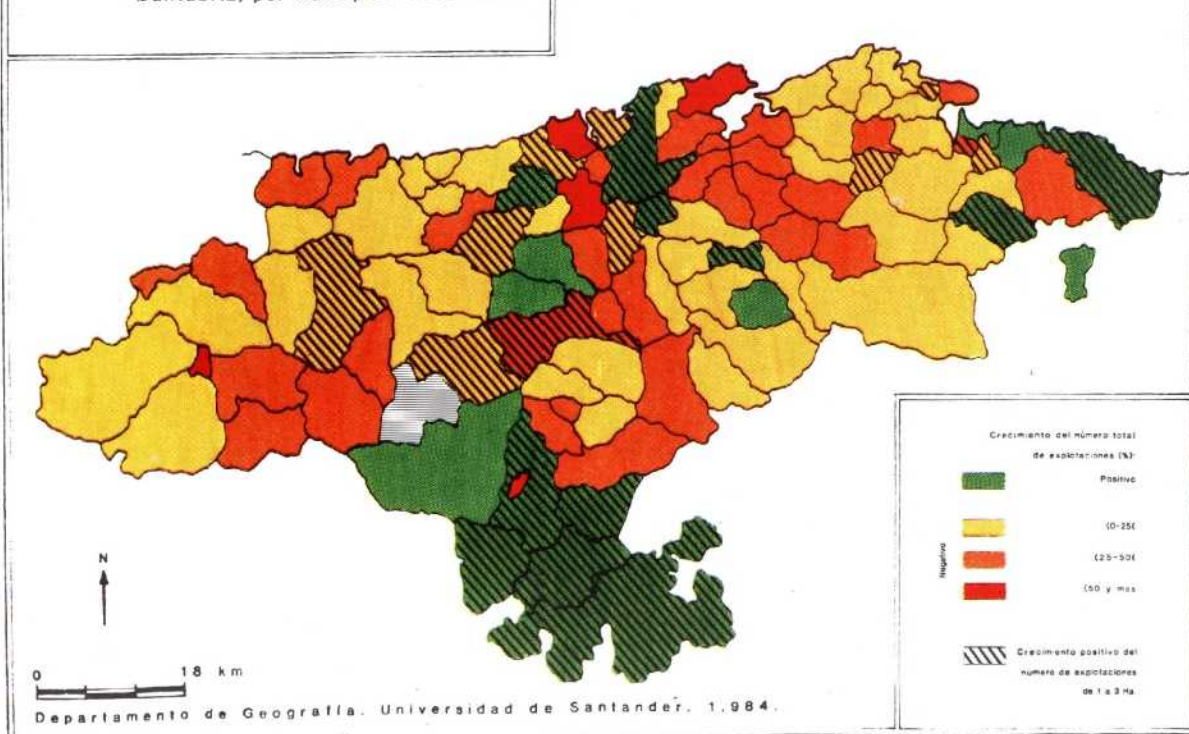 Crecimiento del número total
de explotaciones (%):
Positivo
Negativo
(0-25(
(25-50(
(50 y mas
Crecimiento positivo del
número de explotaciones
de 1 a 3 Ha.
N
0 18 km
Departamento de Geografía. Universidad de Santander. 1.984.